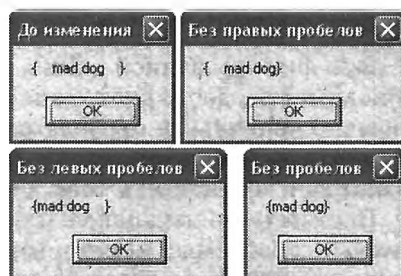 До изменения
{   mad dog   }
OK
Без правых пробелов
{   mad dog}
OK
Без левых пробелов
{mad dog   }
OK
Без пробелов
{mad dog}
OK